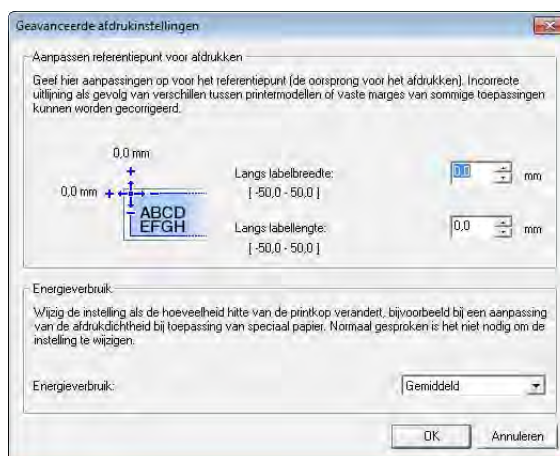 Geavanceerde afdrukinstellingen
Aanpassen referentiepunt voor afdrukken
Geef hier aanpassingen op voor het referentiepunt (de oorsprong voor het afdrukken). Incorrecte
uitlijning als gevolg van verschillen tussen printermodellen of vaste marges van sommige toepassingen
kunnen worden gecorrigeerd.
0,0 mm
0,0 mm
ABCD
EFGH
Langs labelbreedte:
[ -50,0 - 50,0 ]
0,0 mm
Langs labellengte:
[ -50,0 - 50,0 ]
0,0 mm
Energieverbruik
Wijzig de instelling als de hoeveelheid hitte van de printkop verandert, bijvoorbeeld bij een aanpassing
van de afdrukdichtheid bij toepassing van speciaal papier. Normaal gesproken is het niet nodig om de
instelling te wijzigen.
Energieverbruik: Gemiddeld
OK Annuleren